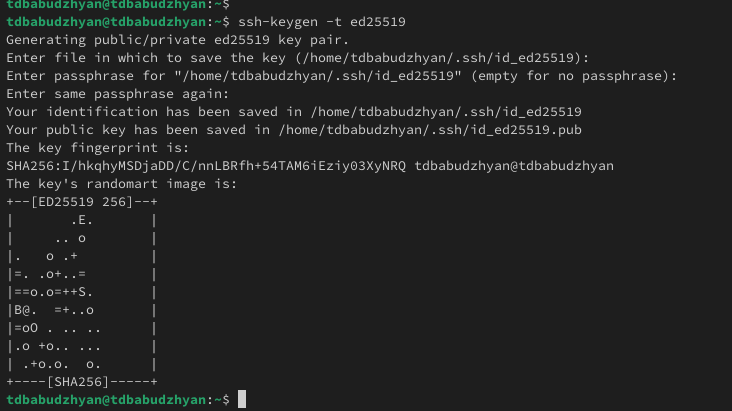 tdbabudzhyan@tdbabudzhyan:~$
tdbabudzhyan@tdbabudzhyan:~$ ssh-keygen -t ed25519
Generating public/private ed25519 key pair.
Enter file in which to save the key (/home/tdbabudzhyan/.ssh/id_ed25519):
Enter passphrase for "/home/tdbabudzhyan/.ssh/id_ed25519" (empty for no passphrase):
Enter same passphrase again:
Your identification has been saved in /home/tdbabudzhyan/.ssh/id_ed25519
Your public key has been saved in /home/tdbabudzhyan/.ssh/id_ed25519.pub
The key fingerprint is:
SHA256:I/hkqhyMSDjaDD/C/nnLBRfh+54TAM6iEziy03XyNRQ tdbabudzhyan@tdbabudzhyan
The key's randomart image is:
+--[ED25519 256]--+
|       .E.       |
|     .. o        |
|.   o .+         |
|=. .o+..=        |
|==o.o=++S.       |
|B@.  =+..o       |
|=oO . .. ..      |
|.o +o.. ...      |
| .+o.o.  o.      |
+----[SHA256]-----+
tdbabudzhyan@tdbabudzhyan:~$